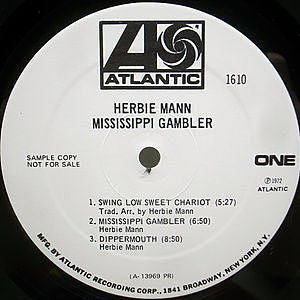 ATLANTIC
1610
HERBIE MANN
MISSISSIPPI GAMBLER
SAMPLE COPY
NOT FOR SALE
ONE
℗1972
ATLANTIC
1. SWING LOW SWEET CHARIOT (5:27)
Trad. Arr. by Herbie Mann
2. MISSISSIPPI GAMBLER (6:50)
Herbie Mann
3. DIPPERMOUTH (8:50)
Herbie Mann
(A-13969 PR)
MFG. BY ATLANTIC RECORDING CORP., 1841 BROADWAY, NEW YORK, N.Y.